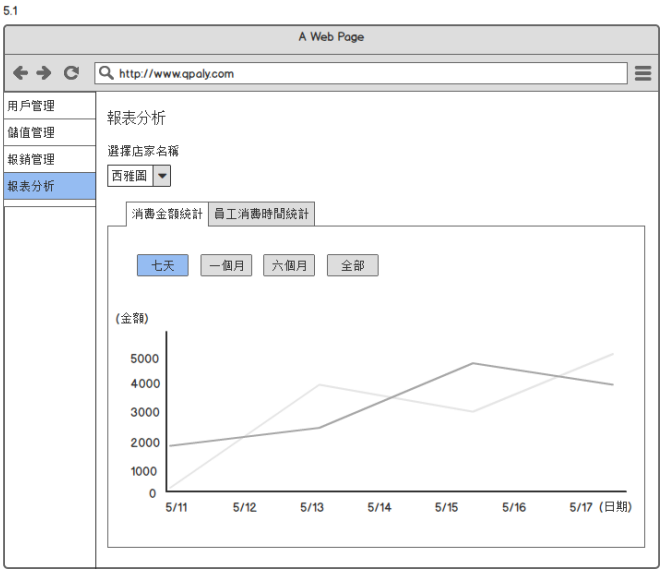 5.1
A Web Page
http://www.qpaly.com
用戶管理
儲值管理
報銷管理
報表分析
報表分析
選擇店家名稱
西雅圖
消費金額統計 員工消費時間統計
七天 一個月 六個月 全部
(金額)
5000
4000
3000
2000
1000
0
5/11 5/12 5/13 5/14 5/15 5/16 5/17 (日期)